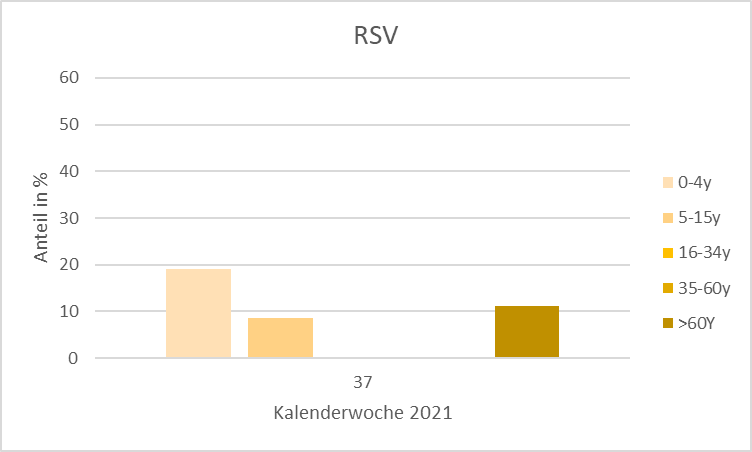 RSV
60
50
40
30
20
10
0
Anteil in %
37
Kalenderwoche 2021
0-4y
5-15y
16-34y
35-60y
>60Y